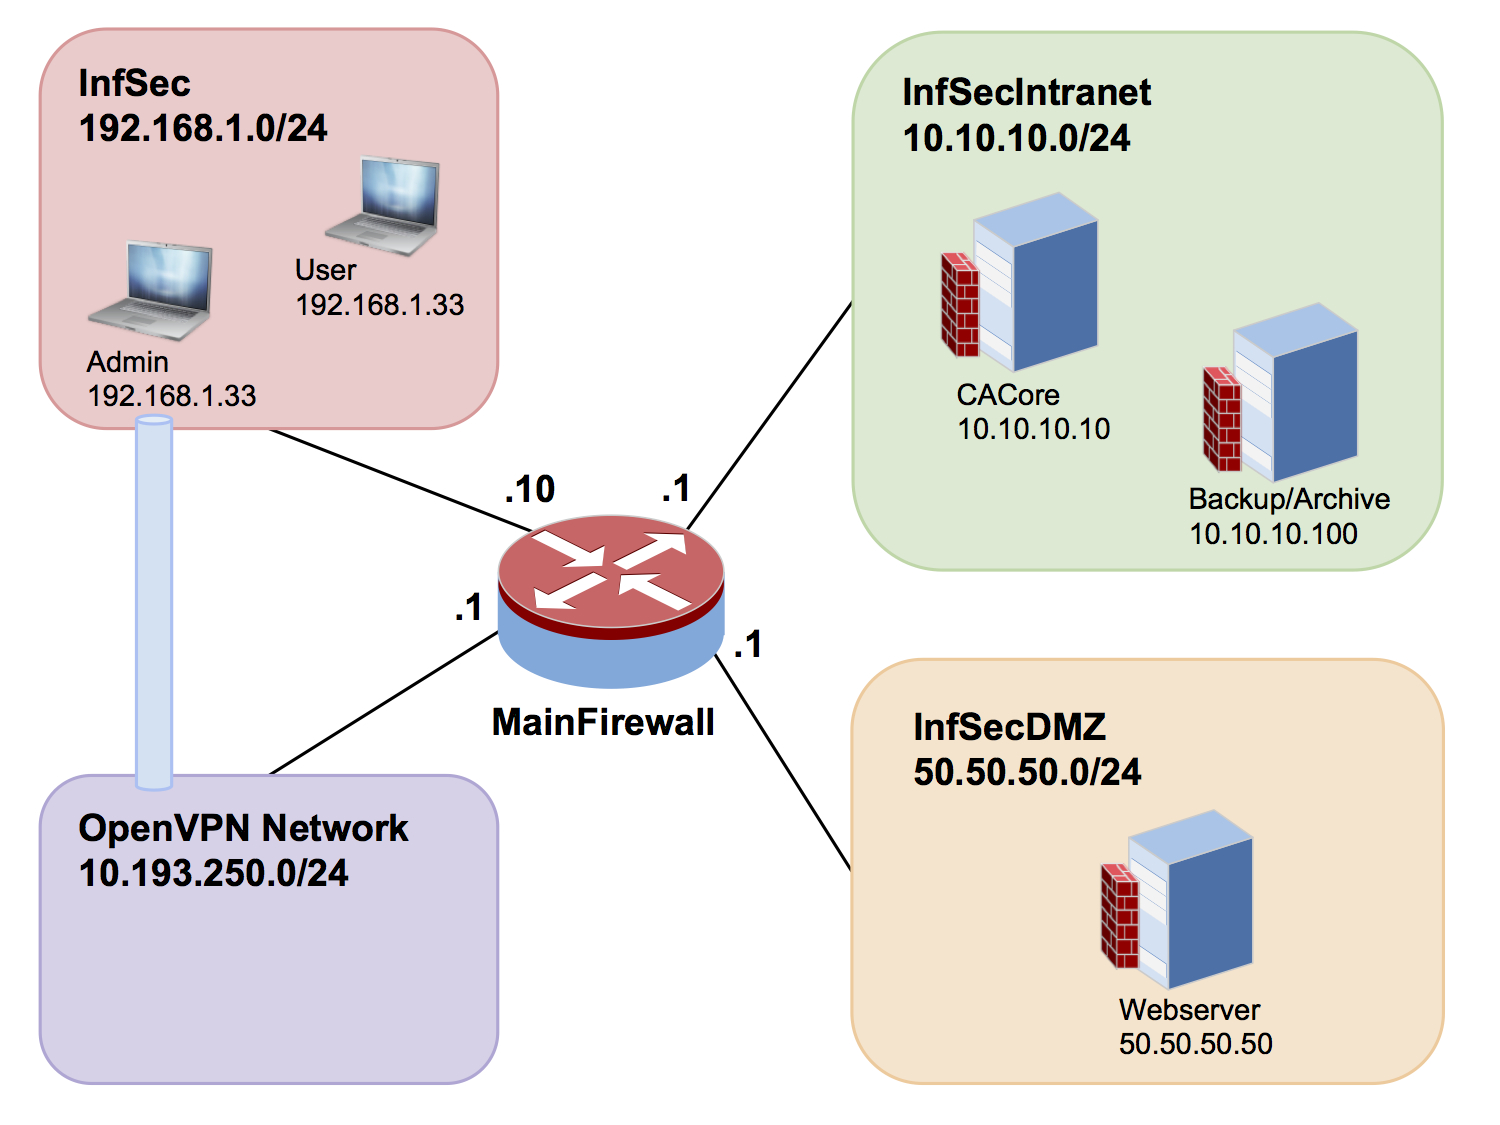 InfSec
192.168.1.0/24
User
192.168.1.33
Admin
192.168.1.33
InfSecIntranet
10.10.10.0/24
CACore
10.10.10.10
Backup/Archive
10.10.10.100
.10
.1
.1
.1
MainFirewall
OpenVPN Network
10.193.250.0/24
InfSecDMZ
50.50.50.0/24
Webserver
50.50.50.50